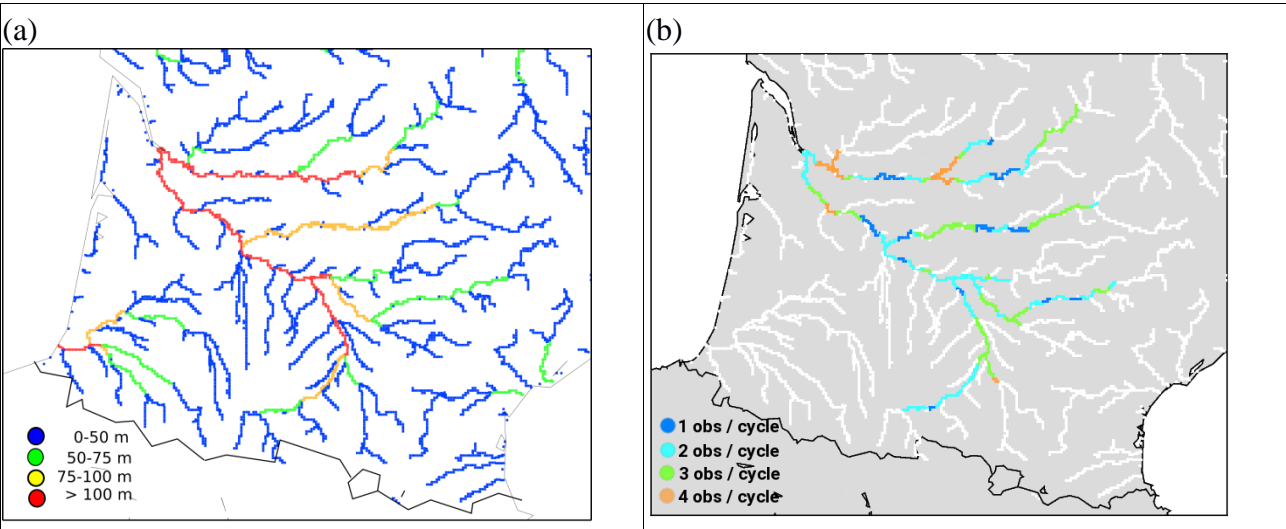 (a)
0-50 m
50-75 m
75-100 m
> 100 m
(b)
1 obs / cycle
2 obs / cycle
3 obs / cycle
4 obs / cycle